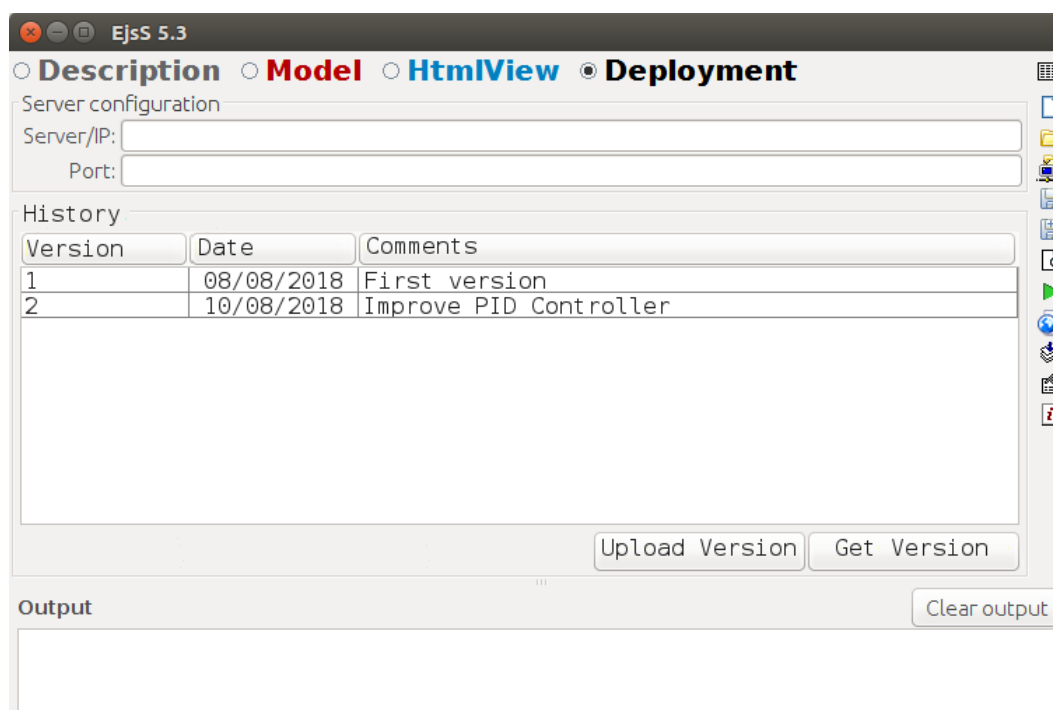 EjsS 5.3
Description Model HtmlView Deployment
Server configuration
Server/IP:
Port:
History
Version Date Comments
1 08/08/2018 First version
2 10/08/2018 Improve PID Controller
Upload Version Get Version
Output Clear output